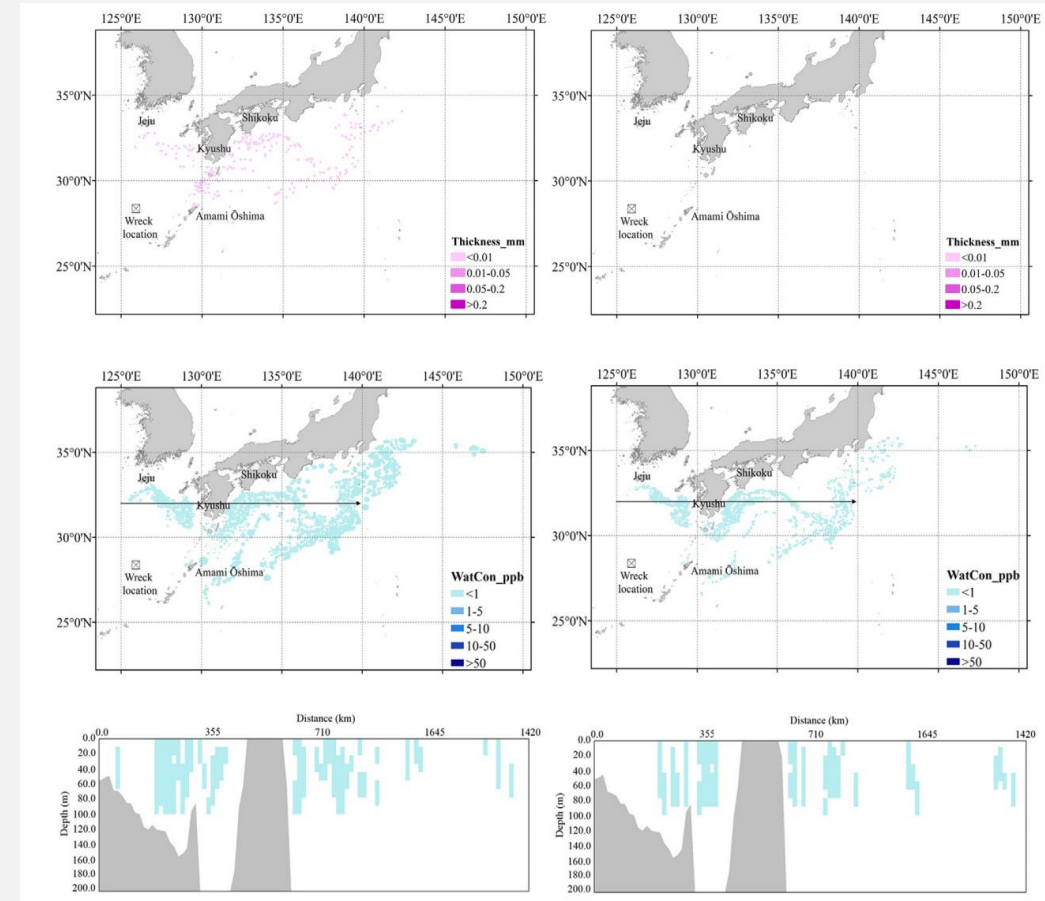 125°0'E 130°0'E 135°0'E 140°0'E 145°0'E 150°0'E
35°0'N
Jeju
Shikoku
Kyushu
30°0'N
Wreck
location
Amami Ōshima
25°0'N
Thickness_mm
<0.01
0.01-0.05
0.05-0.2
>0.2
125°0'E 130°0'E 135°0'E 140°0'E 145°0'E 150°0'E
35°0'N
Jeju
Shikoku
Kyushu
30°0'N
Wreck
location
Amami Ōshima
25°0'N
Thickness_mm
<0.01
0.01-0.05
0.05-0.2
>0.2
125°0'E 130°0'E 135°0'E 140°0'E 145°0'E 150°0'E
35°0'N
Jeju
Shikoku
Kyushu
30°0'N
Wreck
location
Amami Ōshima
25°0'N
WatCon_ppb
<1
1-5
5-10
10-50
>50
125°0'E 130°0'E 135°0'E 140°0'E 145°0'E 150°0'E
35°0'N
Jeju
Shikoku
Kyushu
30°0'N
Wreck
location
Amami Ōshima
25°0'N
WatCon_ppb
<1
1-5
5-10
10-50
>50
Distance (km)
0.0 355 710 1645 1420
Depth (m)
0.0
20.0
40.0
60.0
80.0
100.0
120.0
140.0
160.0
180.0
200.0
Distance (km)
0.0 355 710 1645 1420
Depth (m)
0.0
20.0
40.0
60.0
80.0
100.0
120.0
140.0
160.0
180.0
200.0